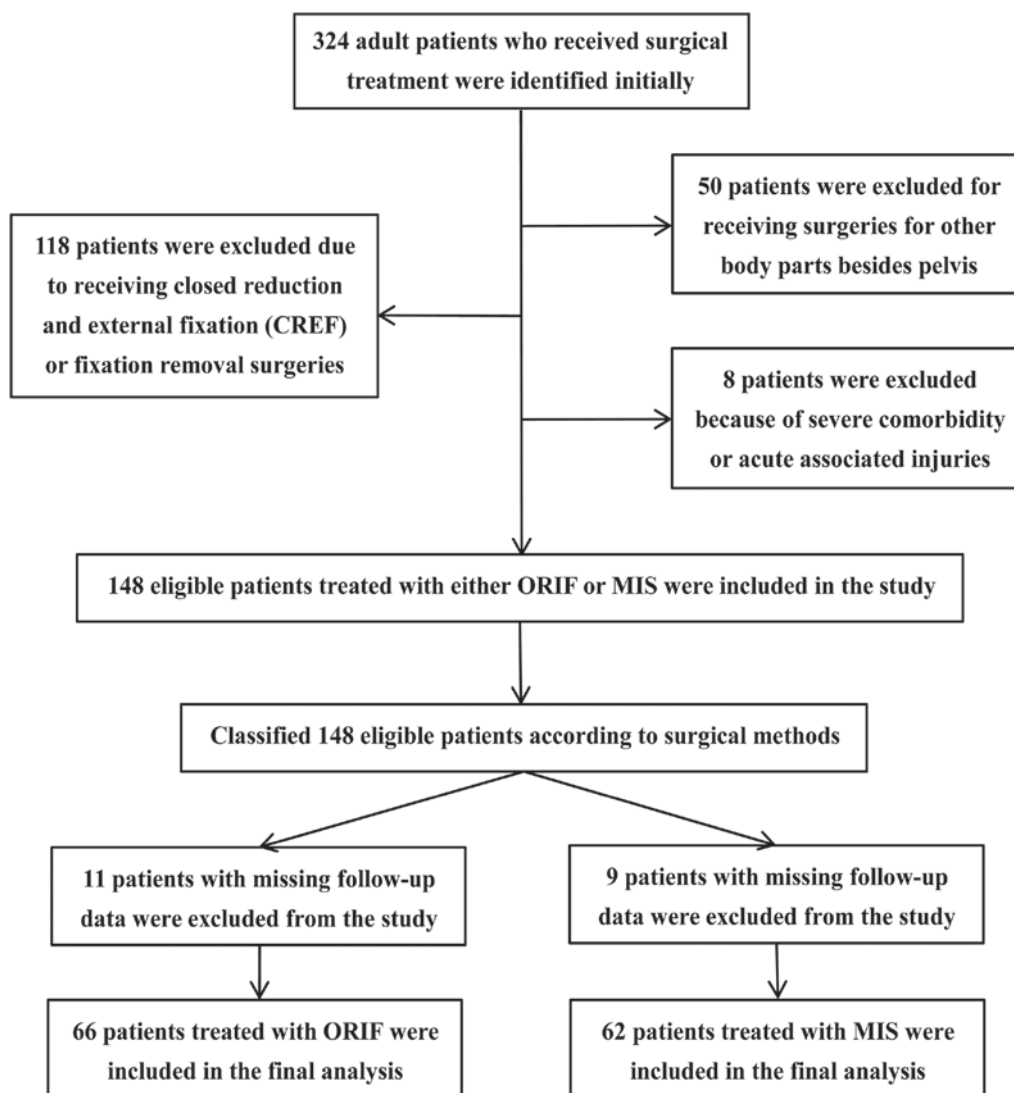 324 adult patients who received surgical
treatment were identified initially
50 patients were excluded for
receiving surgeries for other
body parts besides pelvis
118 patients were excluded due
to receiving closed reduction
and external fixation (CREF)
or fixation removal surgeries
8 patients were excluded
because of severe comorbidity
or acute associated injuries
148 eligible patients treated with either ORIF or MIS were included in the study
Classified 148 eligible patients according to surgical methods
11 patients with missing follow-up
data were excluded from the study
9 patients with missing follow-up
data were excluded from the study
66 patients treated with ORIF were
included in the final analysis
62 patients treated with MIS were
included in the final analysis